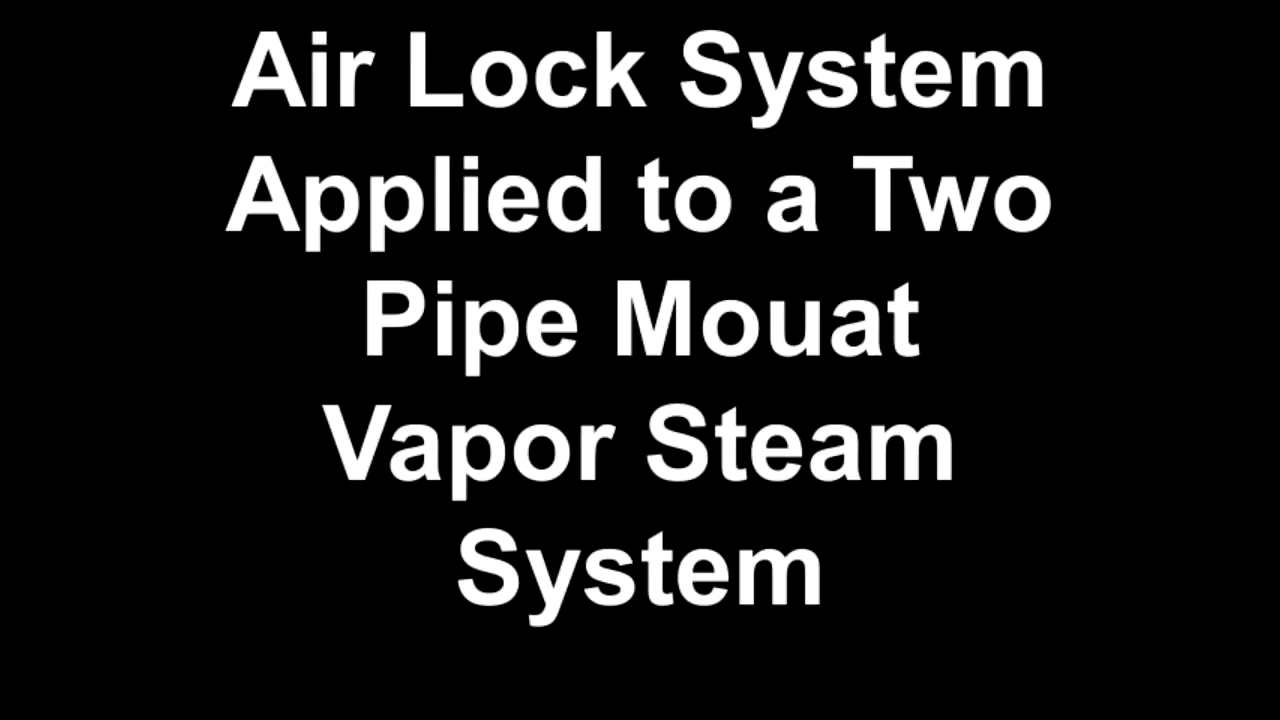 Air Lock System
Applied to a Two
Pipe Mouat
Vapor Steam
System